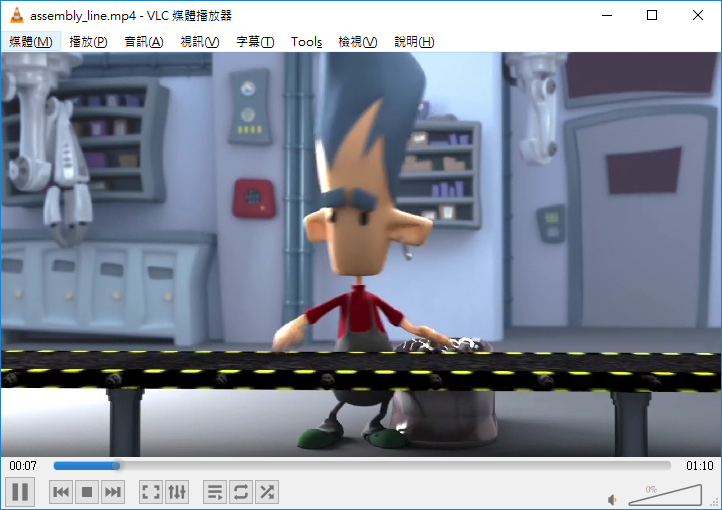 assembly_line.mp4 - VLC 媒體播放器
媒體(M) 播放(P) 音訊(A) 視訊(V) 字幕(T) Tools 檢視(V) 說明(H)
00:07 01:10
0%